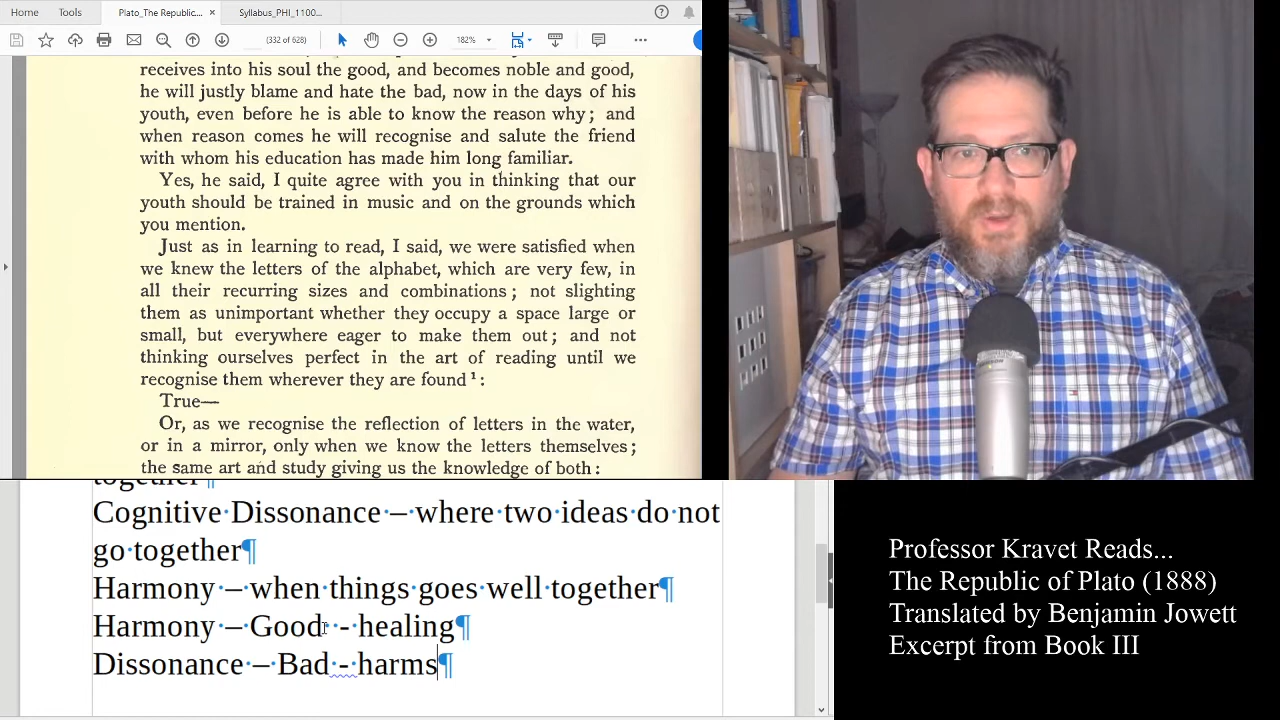 Home Tools Plato_The Republic... × Syllabus_PHI_1100...
(332 of 628) 182%
receives into his soul the good, and becomes noble and good,
he will justly blame and hate the bad, now in the days of his
youth, even before he is able to know the reason why; and
when reason comes he will recognise and salute the friend
with whom his education has made him long familiar.
Yes, he said, I quite agree with you in thinking that our
youth should be trained in music and on the grounds which
you mention.
Just as in learning to read, I said, we were satisfied when
we knew the letters of the alphabet, which are very few, in
all their recurring sizes and combinations; not slighting
them as unimportant whether they occupy a space large or
small, but everywhere eager to make them out; and not
thinking ourselves perfect in the art of reading until we
recognise them wherever they are found¹:
True—
Or, as we recognise the reflection of letters in the water,
or in a mirror, only when we know the letters themselves;
the same art and study giving us the knowledge of both:
together¶
Cognitive·Dissonance·–·where·two·ideas·do·not
go·together¶
Harmony·–·when·things·goes·well·together¶
Harmony·–·Good··-·healing¶
Dissonance·–·Bad·-·harms¶
Professor Kravet Reads...
The Republic of Plato (1888)
Translated by Benjamin Jowett
Excerpt from Book III